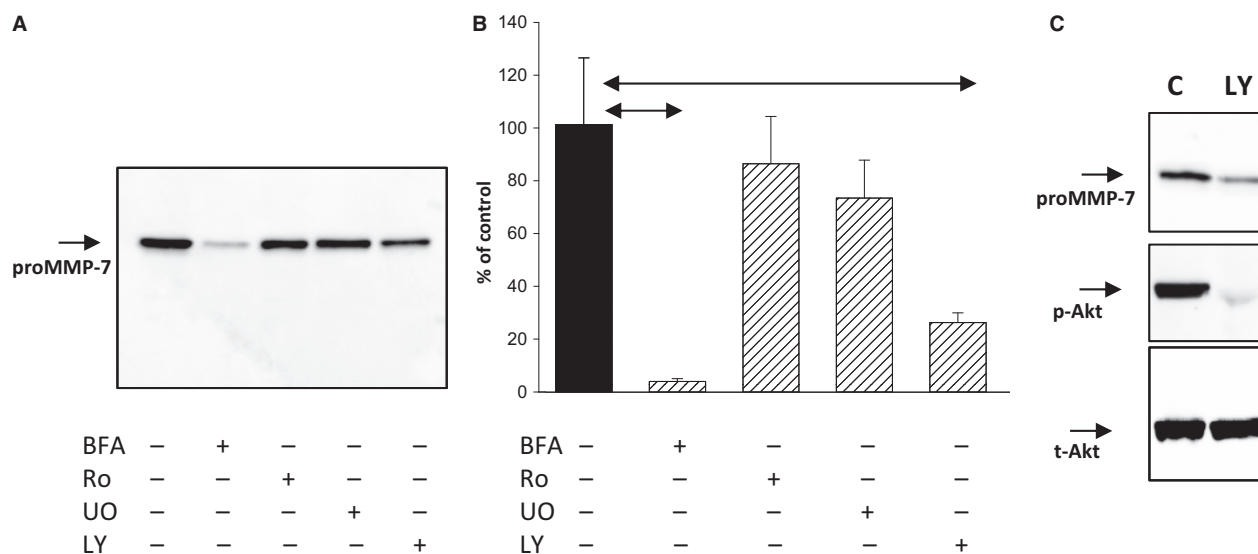 A
proMMP-7
BFA – + – – –
Ro – – + – –
UO – – – + –
LY – – – – +
B
140
120
100
80
60
40
20
0
% of control
BFA – + – – –
Ro – – + – –
UO – – – + –
LY – – – – +
C
C LY
proMMP-7
p-Akt
t-Akt